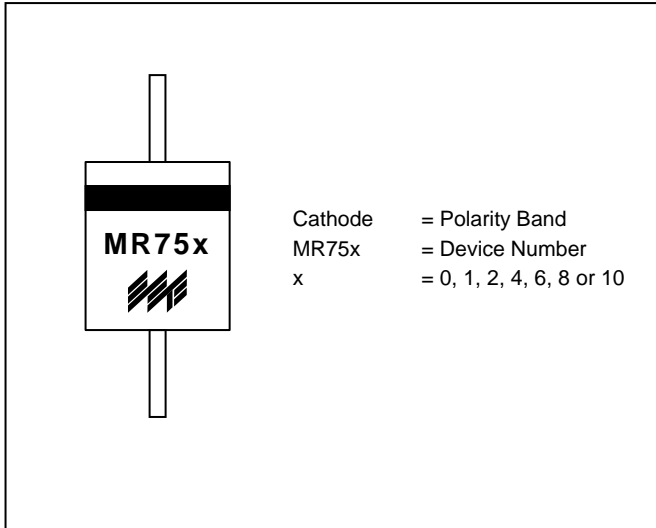 MR75x
Cathode = Polarity Band
MR75x = Device Number
x = 0, 1, 2, 4, 6, 8 or 10